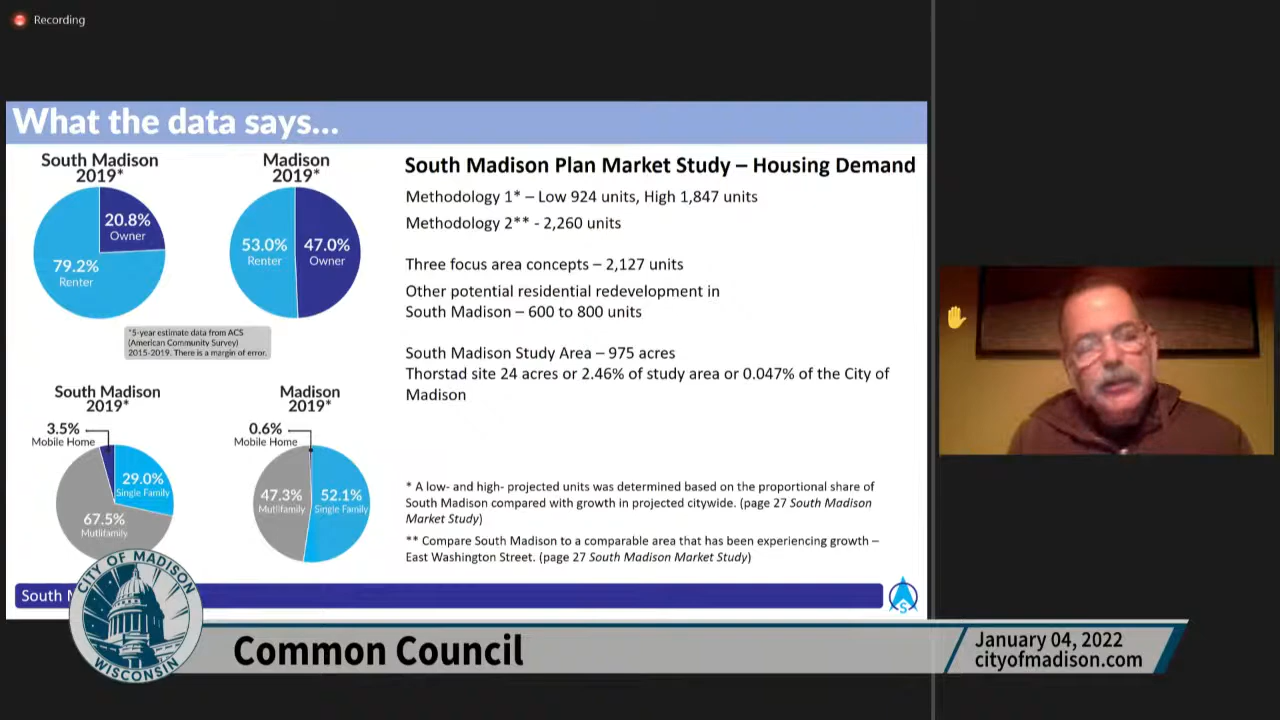 Recording
What the data says...
South Madison
2019*
20.8%
Owner
79.2%
Renter
Madison
2019*
53.0%
Renter
47.0%
Owner
*5-year estimate data from ACS
(American Community Survey)
2015-2019. There is a margin of error.
South Madison
2019*
3.5%
Mobile Home
29.0%
Single Family
67.5%
Mutlifamily
Madison
2019*
0.6%
Mobile Home
47.3%
Mutlifamily
52.1%
Single Family
South Madison Plan Market Study – Housing Demand
Methodology 1* – Low 924 units, High 1,847 units
Methodology 2** - 2,260 units
Three focus area concepts – 2,127 units
Other potential residential redevelopment in
South Madison – 600 to 800 units
South Madison Study Area – 975 acres
Thorstad site 24 acres or 2.46% of study area or 0.047% of the City of
Madison
* A low- and high- projected units was determined based on the proportional share of
South Madison compared with growth in projected citywide. (page 27 South Madison
Market Study)
** Compare South Madison to a comparable area that has been experiencing growth –
East Washington Street. (page 27 South Madison Market Study)
South M
S
CITY OF MADISON
WISCONSIN
Common Council
January 04, 2022
cityofmadison.com